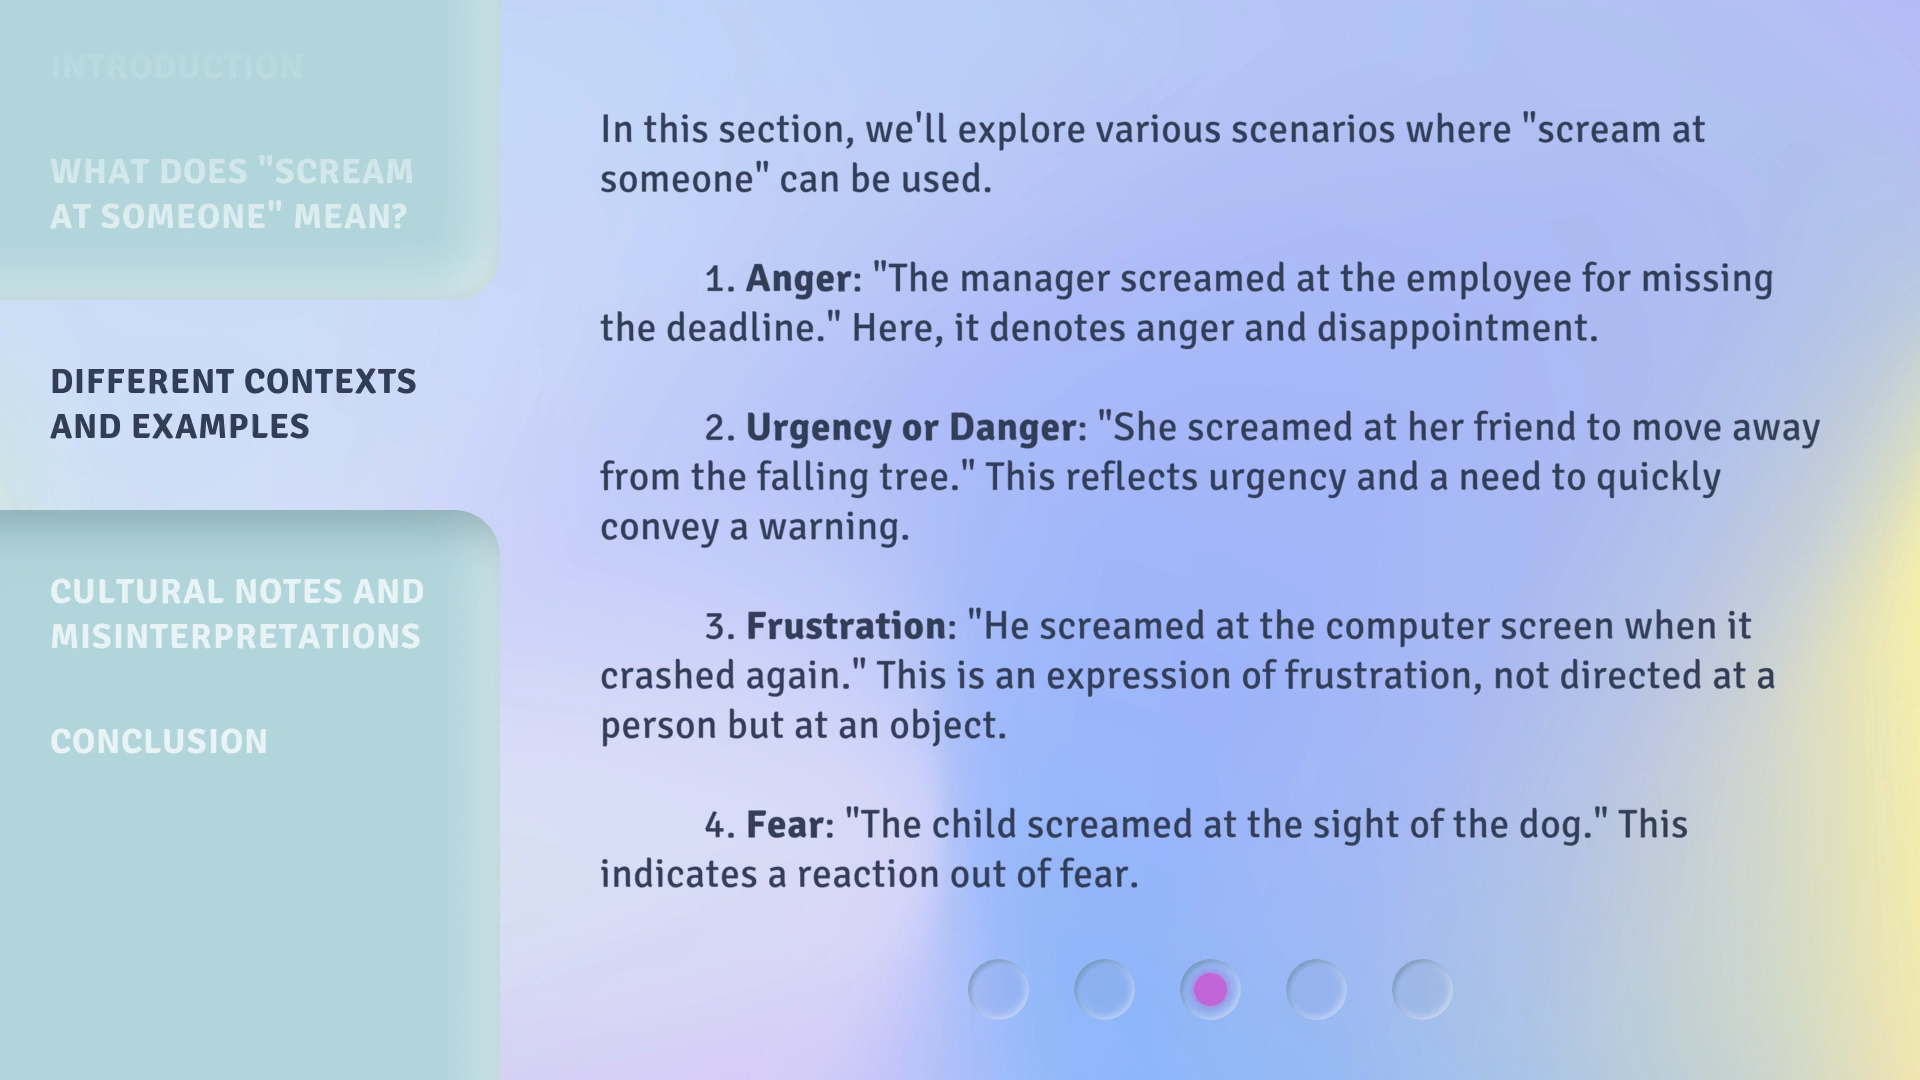 INTRODUCTION
WHAT DOES "SCREAM
AT SOMEONE" MEAN?
DIFFERENT CONTEXTS
AND EXAMPLES
CULTURAL NOTES AND
MISINTERPRETATIONS
CONCLUSION
In this section, we'll explore various scenarios where "scream at
someone" can be used.
1. Anger: "The manager screamed at the employee for missing
the deadline." Here, it denotes anger and disappointment.
2. Urgency or Danger: "She screamed at her friend to move away
from the falling tree." This reflects urgency and a need to quickly
convey a warning.
3. Frustration: "He screamed at the computer screen when it
crashed again." This is an expression of frustration, not directed at a
person but at an object.
4. Fear: "The child screamed at the sight of the dog." This
indicates a reaction out of fear.